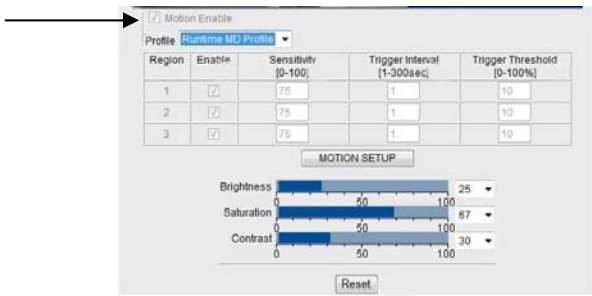 Motion Enable
Profile Runtime MD Profile
Region Enable Sensitivity [0-100] Trigger Interval [1-300sec] Trigger Threshold [0-100%]
1 75 1 10
2 75 1 10
3 75 1 10
MOTION SETUP
Brightness 0 50 100 25
Saturation 0 50 100 67
Contrast 0 50 100 30
Reset